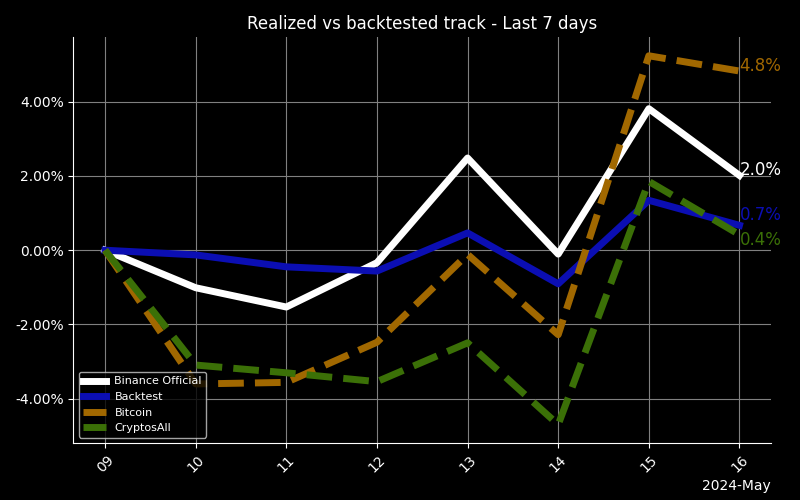 Realized vs backtested track - Last 7 days
4.8%
4.00%
2.0%
2.00%
0.7%
0.4%
0.00%
-2.00%
-4.00%
Binance Official
Backtest
Bitcoin
CryptosAll
09 10 11 12 13 14 15 16
2024-May